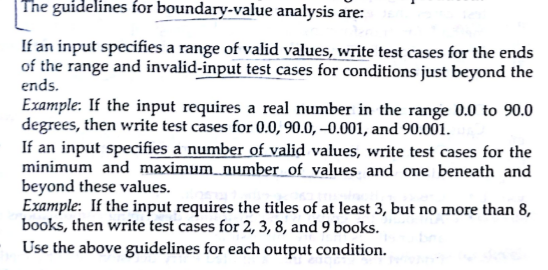 The guidelines for boundary-value analysis are:
If an input specifies a range of valid values, write test cases for the ends
of the range and invalid-input test cases for conditions just beyond the
ends.
Example: If the input requires a real number in the range 0.0 to 90.0
degrees, then write test cases for 0.0, 90.0, –0.001, and 90.001.
If an input specifies a number of valid values, write test cases for the
minimum and maximum number of values and one beneath and
beyond these values.
Example: If the input requires the titles of at least 3, but no more than 8,
books, then write test cases for 2, 3, 8, and 9 books.
Use the above guidelines for each output condition.